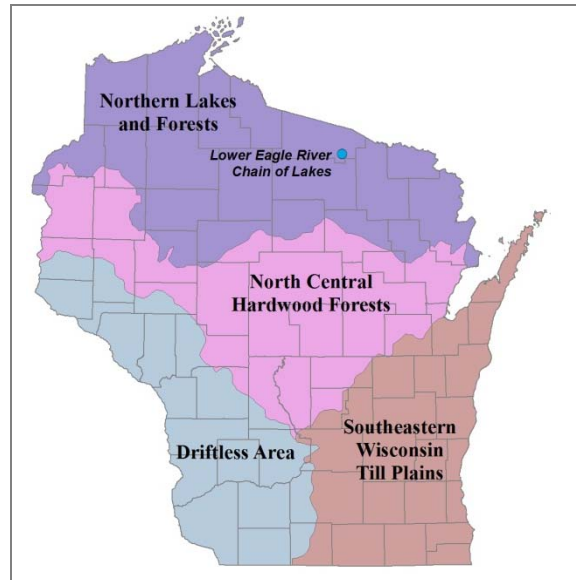 Northern Lakes
and Forests
Lower Eagle River
Chain of Lakes
North Central
Hardwood Forests
Driftless Area
Southeastern
Wisconsin
Till Plains